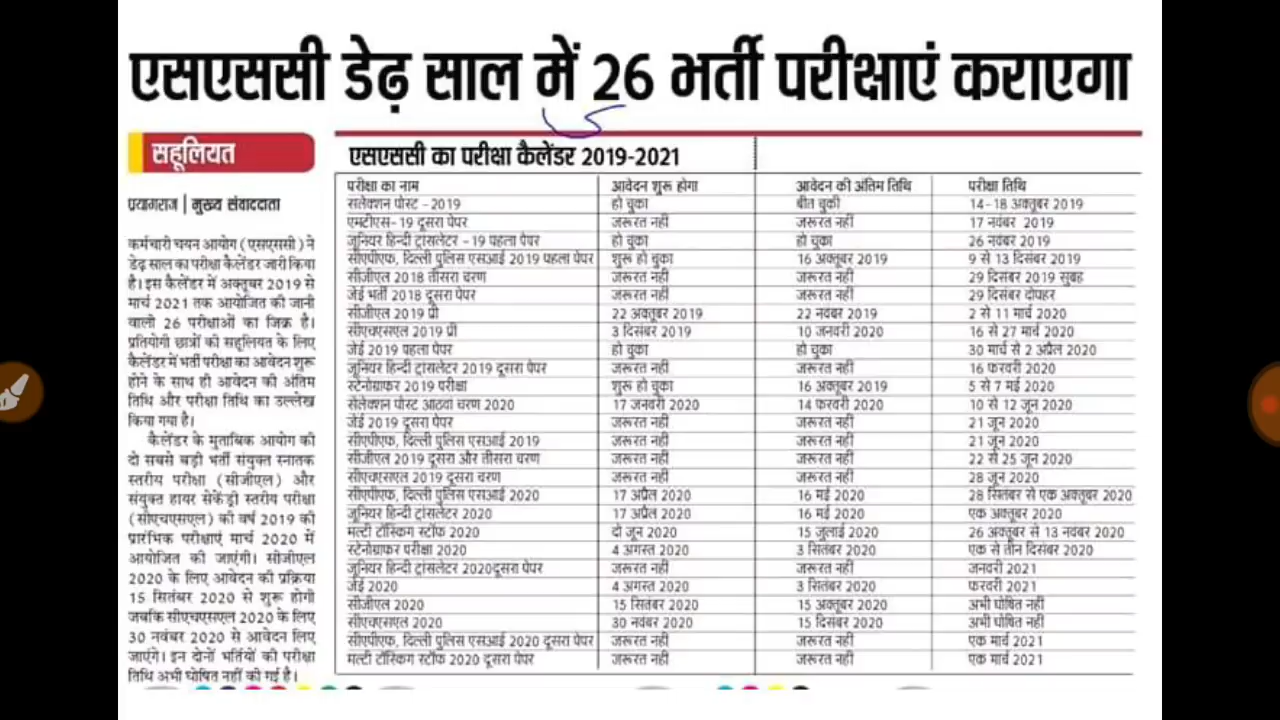 एसएससी डेढ़ साल में 26 भर्ती परीक्षाएं कराएगा
सहूलियत
प्रयागराज | मुख्य संवाददाता
कर्मचारी चयन आयोग (एसएससी) ने
डेढ़ साल का परीक्षा कैलेंडर जारी किया
है। इस कैलेंडर में अक्तूबर 2019 से
मार्च 2021 तक आयोजित की जानी
वाली 26 परीक्षाओं का जिक्र है।
प्रतियोगी छात्रों की सहूलियत के लिए
कैलेंडर में भर्ती परीक्षा का आवेदन शुरू
होने के साथ ही आवेदन की अंतिम
तिथि और परीक्षा तिथि का उल्लेख
किया गया है।
कैलेंडर के मुताबिक आयोग की
दो सबसे बड़ी भर्ती संयुक्त स्नातक
स्तरीय परीक्षा (सीजीएल) और
संयुक्त हायर सेकेंड्री स्तरीय परीक्षा
(सीएचएसएल) की वर्ष 2019 की
प्रारंभिक परीक्षाएं मार्च 2020 में
आयोजित की जाएंगी। सीजीएल
2020 के लिए आवेदन की प्रक्रिया
15 सितंबर 2020 से शुरू होगी
जबकि सीएचएसएल 2020 के लिए
30 नवंबर 2020 से आवेदन लिए
जाएंगे। इन दोनों भर्तियों की परीक्षा
तिथि अभी घोषित नहीं की गई है।
एसएससी का परीक्षा कैलेंडर 2019-2021
परीक्षा का नाम आवेदन शुरू होगा आवेदन की अंतिम तिथि परीक्षा तिथि
सलेक्शन पोस्ट -2019 हो चुका बीत चुकी 14-18 अक्तूबर 2019
एमटीएस-19 दूसरा पेपर जरूरत नहीं जरूरत नहीं 17 नवंबर 2019
जूनियर हिन्दी ट्रांसलेटर -19 पहला पेपर हो चुका हो चुका 26 नवंबर 2019
सीएपीएफ, दिल्ली पुलिस एसआई 2019 पहला पेपर शुरू हो चुका 16 अक्तूबर 2019 9 से 13 दिसंबर 2019
सीजीएल 2018 तीसरा चरण जरूरत नहीं जरूरत नहीं 29 दिसंबर 2019 सुबह
जेई भर्ती 2018 दूसरा पेपर जरूरत नहीं जरूरत नहीं 29 दिसंबर दोपहर
सीजीएल 2019 प्री 22 अक्तूबर 2019 22 नवंबर 2019 2 से 11 मार्च 2020
सीएचएसएल 2019 प्री 3 दिसंबर 2019 10 जनवरी 2020 16 से 27 मार्च 2020
जेई 2019 पहला पेपर हो चुका हो चुका 30 मार्च से 2 अप्रैल 2020
जूनियर हिन्दी ट्रांसलेटर 2019 दूसरा पेपर जरूरत नहीं जरूरत नहीं 16 फरवरी 2020
स्टेनोग्राफर 2019 परीक्षा शुरू हो चुका 16 अक्तूबर 2019 5 से 7 मई 2020
सेलेक्शन पोस्ट आठवां चरण 2020 17 जनवरी 2020 14 फरवरी 2020 10 से 12 जून 2020
जेई 2019 दूसरा पेपर जरूरत नहीं जरूरत नहीं 21 जून 2020
सीएपीएफ, दिल्ली पुलिस एसआई 2019 जरूरत नहीं जरूरत नहीं 21 जून 2020
सीजीएल 2019 दूसरा और तीसरा चरण जरूरत नहीं जरूरत नहीं 22 से 25 जून 2020
सीएचएसएल 2019 दूसरा चरण जरूरत नहीं जरूरत नहीं 28 जून 2020
सीएपीएफ, दिल्ली पुलिस एसआई 2020 17 अप्रैल 2020 16 मई 2020 28 सितंबर से एक अक्तूबर 2020
जूनियर हिन्दी ट्रांसलेटर 2020 17 अप्रैल 2020 16 मई 2020 एक अक्तूबर 2020
मल्टी टॉस्किंग स्टॉफ 2020 दो जून 2020 15 जुलाई 2020 26 अक्तूबर से 13 नवंबर 2020
स्टेनोग्राफर परीक्षा 2020 4 अगस्त 2020 3 सितंबर 2020 एक से तीन दिसंबर 2020
जूनियर हिन्दी ट्रांसलेटर 2020दूसरा पेपर जरूरत नहीं जरूरत नहीं जनवरी 2021
जेई 2020 4 अगस्त 2020 3 सितंबर 2020 फरवरी 2021
सीजीएल 2020 15 सितंबर 2020 15 अक्तूबर 2020 अभी घोषित नहीं
सीएचएसएल 2020 30 नवंबर 2020 15 दिसंबर 2020 अभी घोषित नहीं
सीएपीएफ, दिल्ली पुलिस एसआई 2020 दूसरा पेपर जरूरत नहीं जरूरत नहीं एक मार्च 2021
मल्टी टॉस्किंग स्टॉफ 2020 दूसरा पेपर जरूरत नहीं जरूरत नहीं एक मार्च 2021